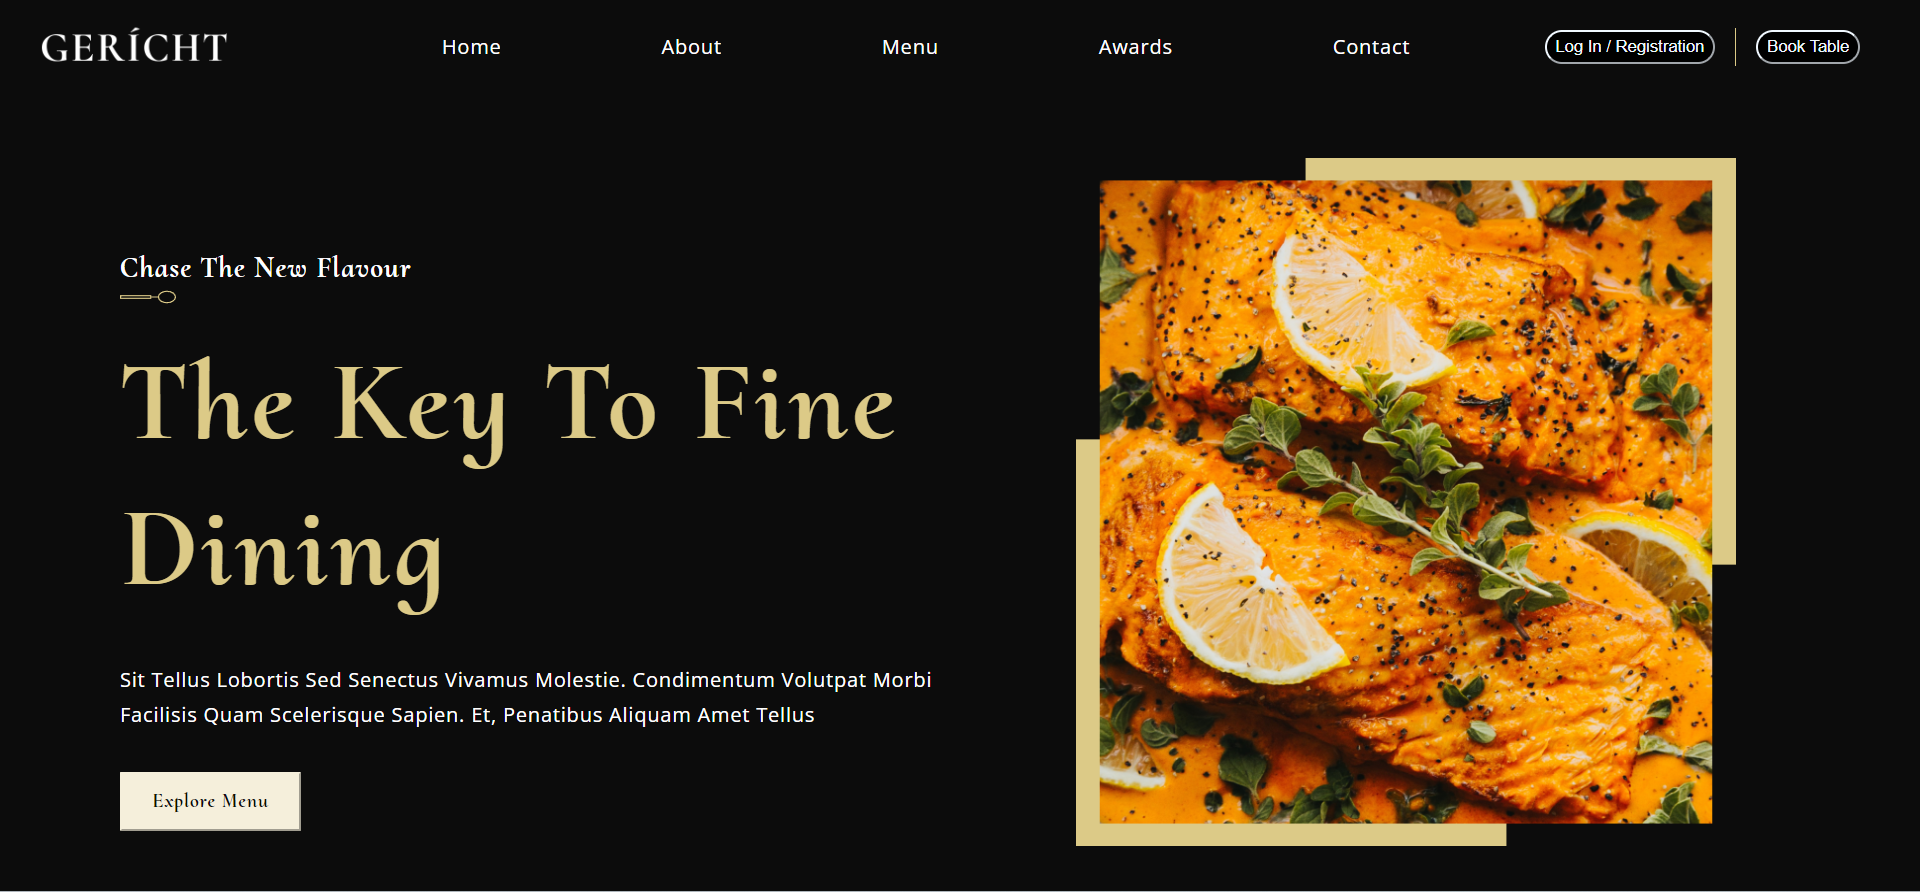 GERÍCHT
Home
About
Menu
Awards
Contact
Log In / Registration
Book Table
Chase The New Flavour
The Key To Fine
Dining
Sit Tellus Lobortis Sed Senectus Vivamus Molestie. Condimentum Volutpat Morbi
Facilisis Quam Scelerisque Sapien. Et, Penatibus Aliquam Amet Tellus
Explore Menu